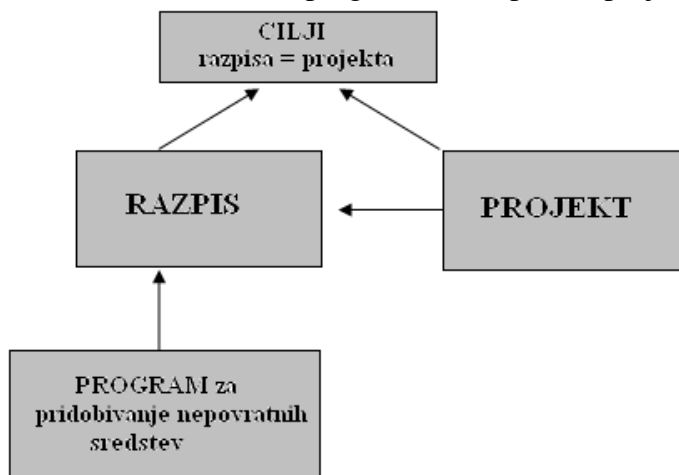 CILJI
razpisa = projekta
RAZPIS
PROJEKT
PROGRAM za
pridobivanje nepovratnih
sredstev